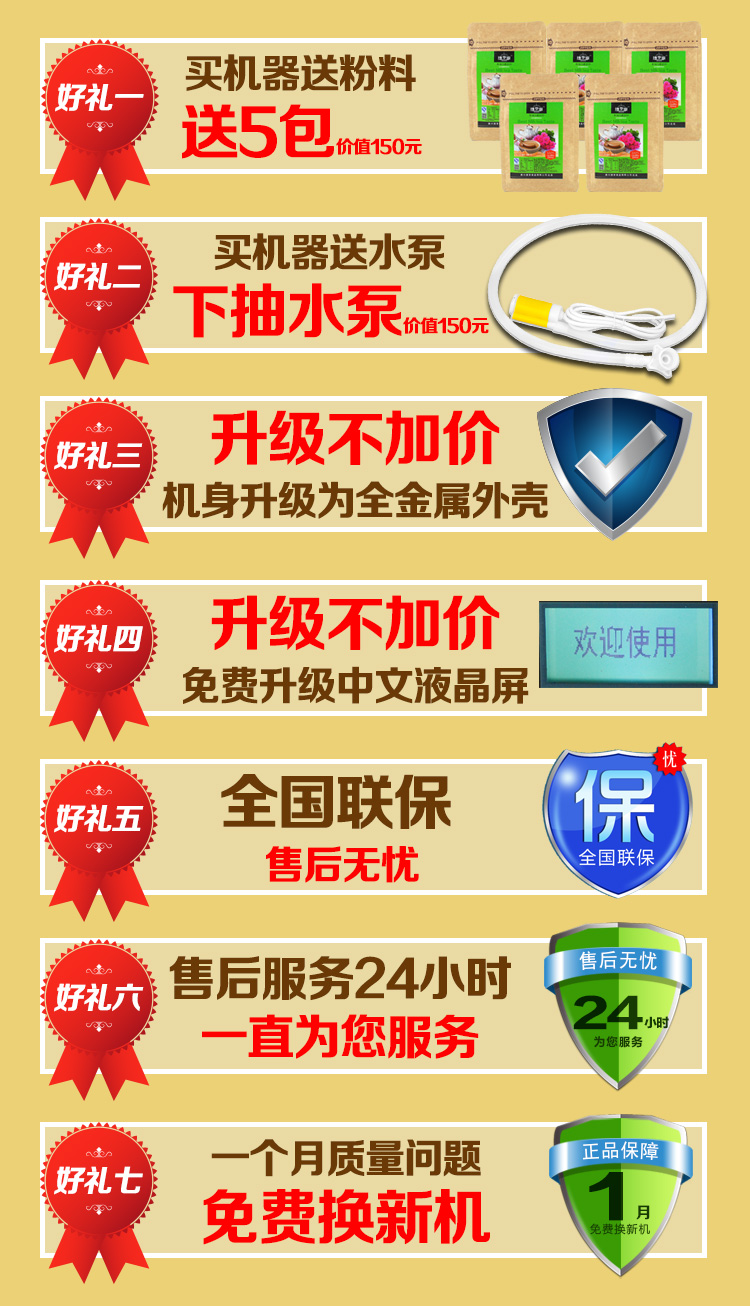 好礼一
买机器送粉料
送5包价值150元
好礼二
买机器送水泵
下抽水泵价值150元
好礼三
升级不加价
机身升级为全金属外壳
好礼四
升级不加价
免费升级中文液晶屏
欢迎使用
好礼五
全国联保
售后无忧
忧
保
全国联保
好礼六
售后服务24小时
一直为您服务
售后无忧
24小时
为您服务
好礼七
一个月质量问题
免费换新机
正品保障
1月
免费换新机